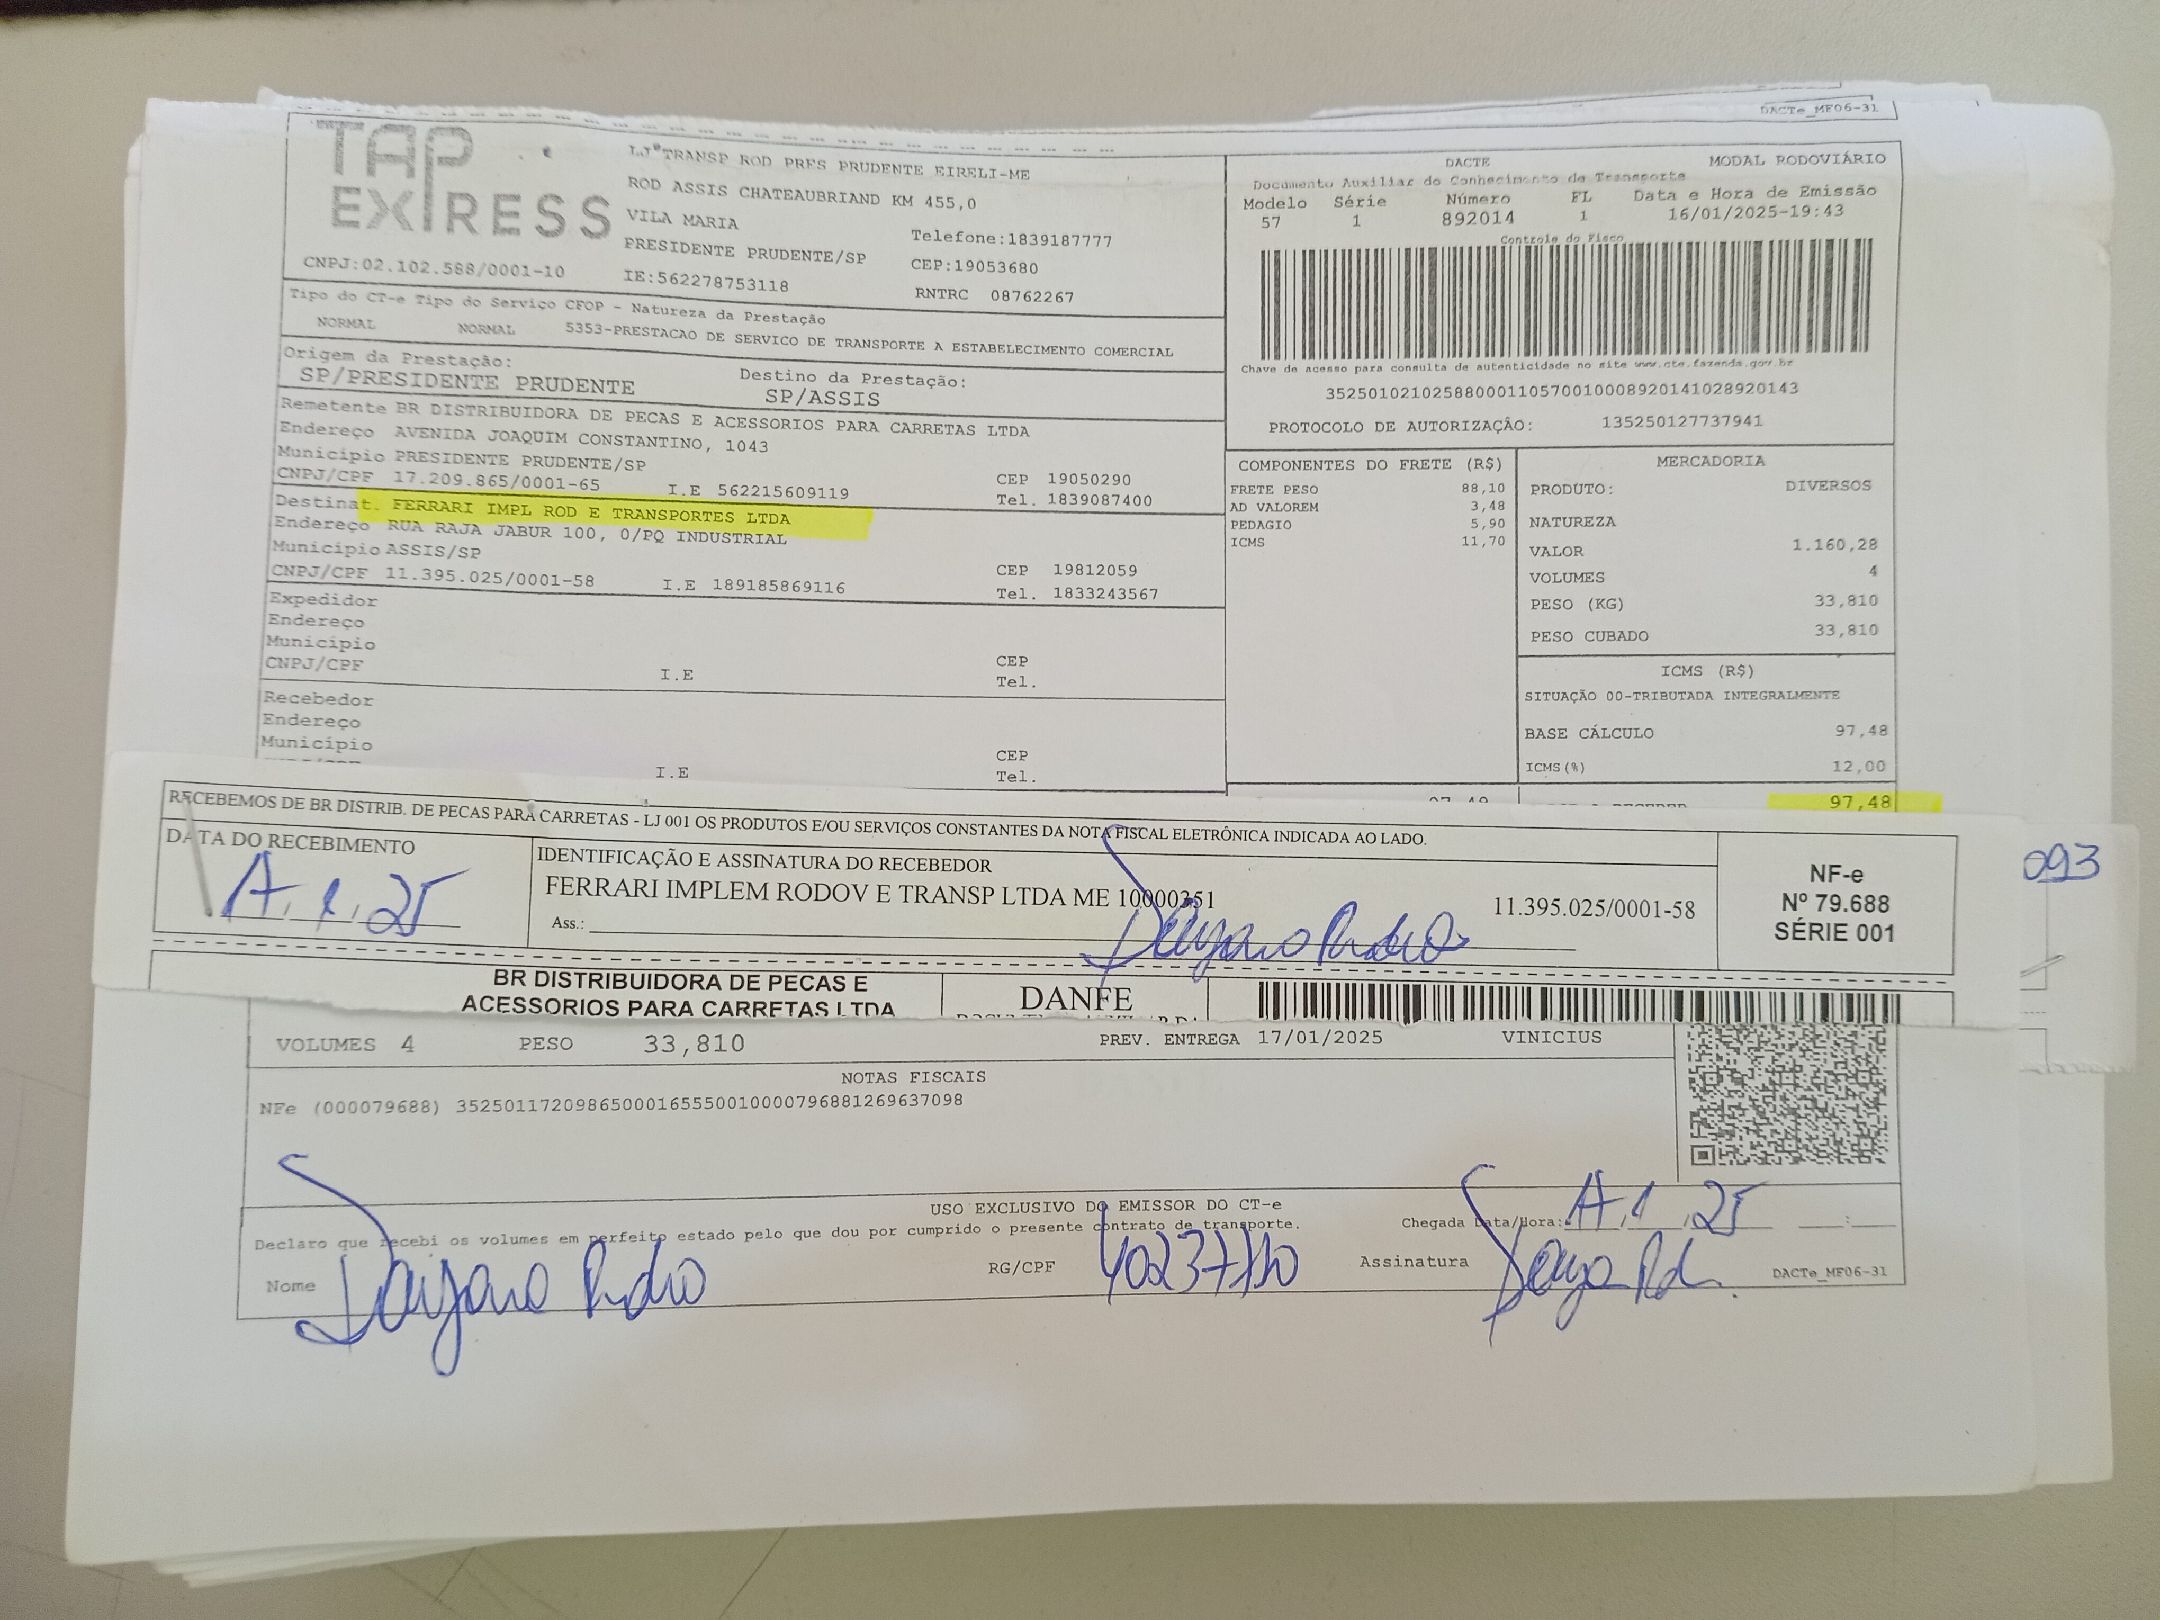 DACTe_MF06-31
TAP EXPRESS
LJ TRANSP ROD PRES PRUDENTE EIRELI-ME
ROD ASSIS CHATEAUBRIAND KM 455,0
VILA MARIA
Telefone:1839187777
PRESIDENTE PRUDENTE/SP
CEP:19053680
CNPJ:02.102.588/0001-10
IE:562278753118
RNTRC 08762267
DACTE
MODAL RODOVIÁRIO
Documento Auxiliar do Conhecimento de Transporte
Modelo Série Número FL Data e Hora de Emissão
57 1 892014 1 16/01/2025-19:43
Controle do Fisco
Chave de acesso para consulta de autenticidade no site www.cte.fazenda.gov.br
35250102102588000110570010008920141028920143
PROTOCOLO DE AUTORIZAÇÃO: 135250127737941
Tipo do CT-e Tipo do Serviço CFOP - Natureza da Prestação
NORMAL NORMAL 5353-PRESTACAO DE SERVICO DE TRANSPORTE A ESTABELECIMENTO COMERCIAL
Origem da Prestação:
SP/PRESIDENTE PRUDENTE
Destino da Prestação:
SP/ASSIS
Remetente BR DISTRIBUIDORA DE PECAS E ACESSORIOS PARA CARRETAS LTDA
Endereço AVENIDA JOAQUIM CONSTANTINO, 1043
Município PRESIDENTE PRUDENTE/SP
CEP 19050290
CNPJ/CPF 17.209.865/0001-65 I.E 562215609119 Tel. 1839087400
Destinat. FERRARI IMPL ROD E TRANSPORTES LTDA
Endereço RUA RAJA JABUR 100, 0/PQ INDUSTRIAL
Município ASSIS/SP
CEP 19812059
CNPJ/CPF 11.395.025/0001-58 I.E 189185869116 Tel. 1833243567
Expedidor
Endereço
Município
CEP
CNPJ/CPF I.E Tel.
Recebedor
Endereço
Município
CEP
I.E Tel.
COMPONENTES DO FRETE (R$)
FRETE PESO 88,10
AD VALOREM 3,48
PEDAGIO 5,90
ICMS 11,70
MERCADORIA
PRODUTO: DIVERSOS
NATUREZA
VALOR 1.160,28
VOLUMES 4
PESO (KG) 33,810
PESO CUBADO 33,810
ICMS (R$)
SITUAÇÃO 00-TRIBUTADA INTEGRALMENTE
BASE CÁLCULO 97,48
ICMS(%) 12,00
97,48
RECEBEMOS DE BR DISTRIB. DE PECAS PARA CARRETAS - LJ 001 OS PRODUTOS E/OU SERVIÇOS CONSTANTES DA NOTA FISCAL ELETRÔNICA INDICADA AO LADO.
DATA DO RECEBIMENTO
IDENTIFICAÇÃO E ASSINATURA DO RECEBEDOR
FERRARI IMPLEM RODOV E TRANSP LTDA ME 10000351
11.395.025/0001-58
Ass.:
NF-e
Nº 79.688
SÉRIE 001
093
BR DISTRIBUIDORA DE PECAS E
ACESSORIOS PARA CARRETAS LTDA
DANFE
VOLUMES 4 PESO 33,810 PREV. ENTREGA 17/01/2025 VINICIUS
NOTAS FISCAIS
NFe (000079688) 35250117209865000165550010000796881269637098
USO EXCLUSIVO DO EMISSOR DO CT-e
Declaro que recebi os volumes em perfeito estado pelo que dou por cumprido o presente contrato de transporte.
Chegada Data/Hora:
Nome
RG/CPF
Assinatura
DACTe_MF06-31